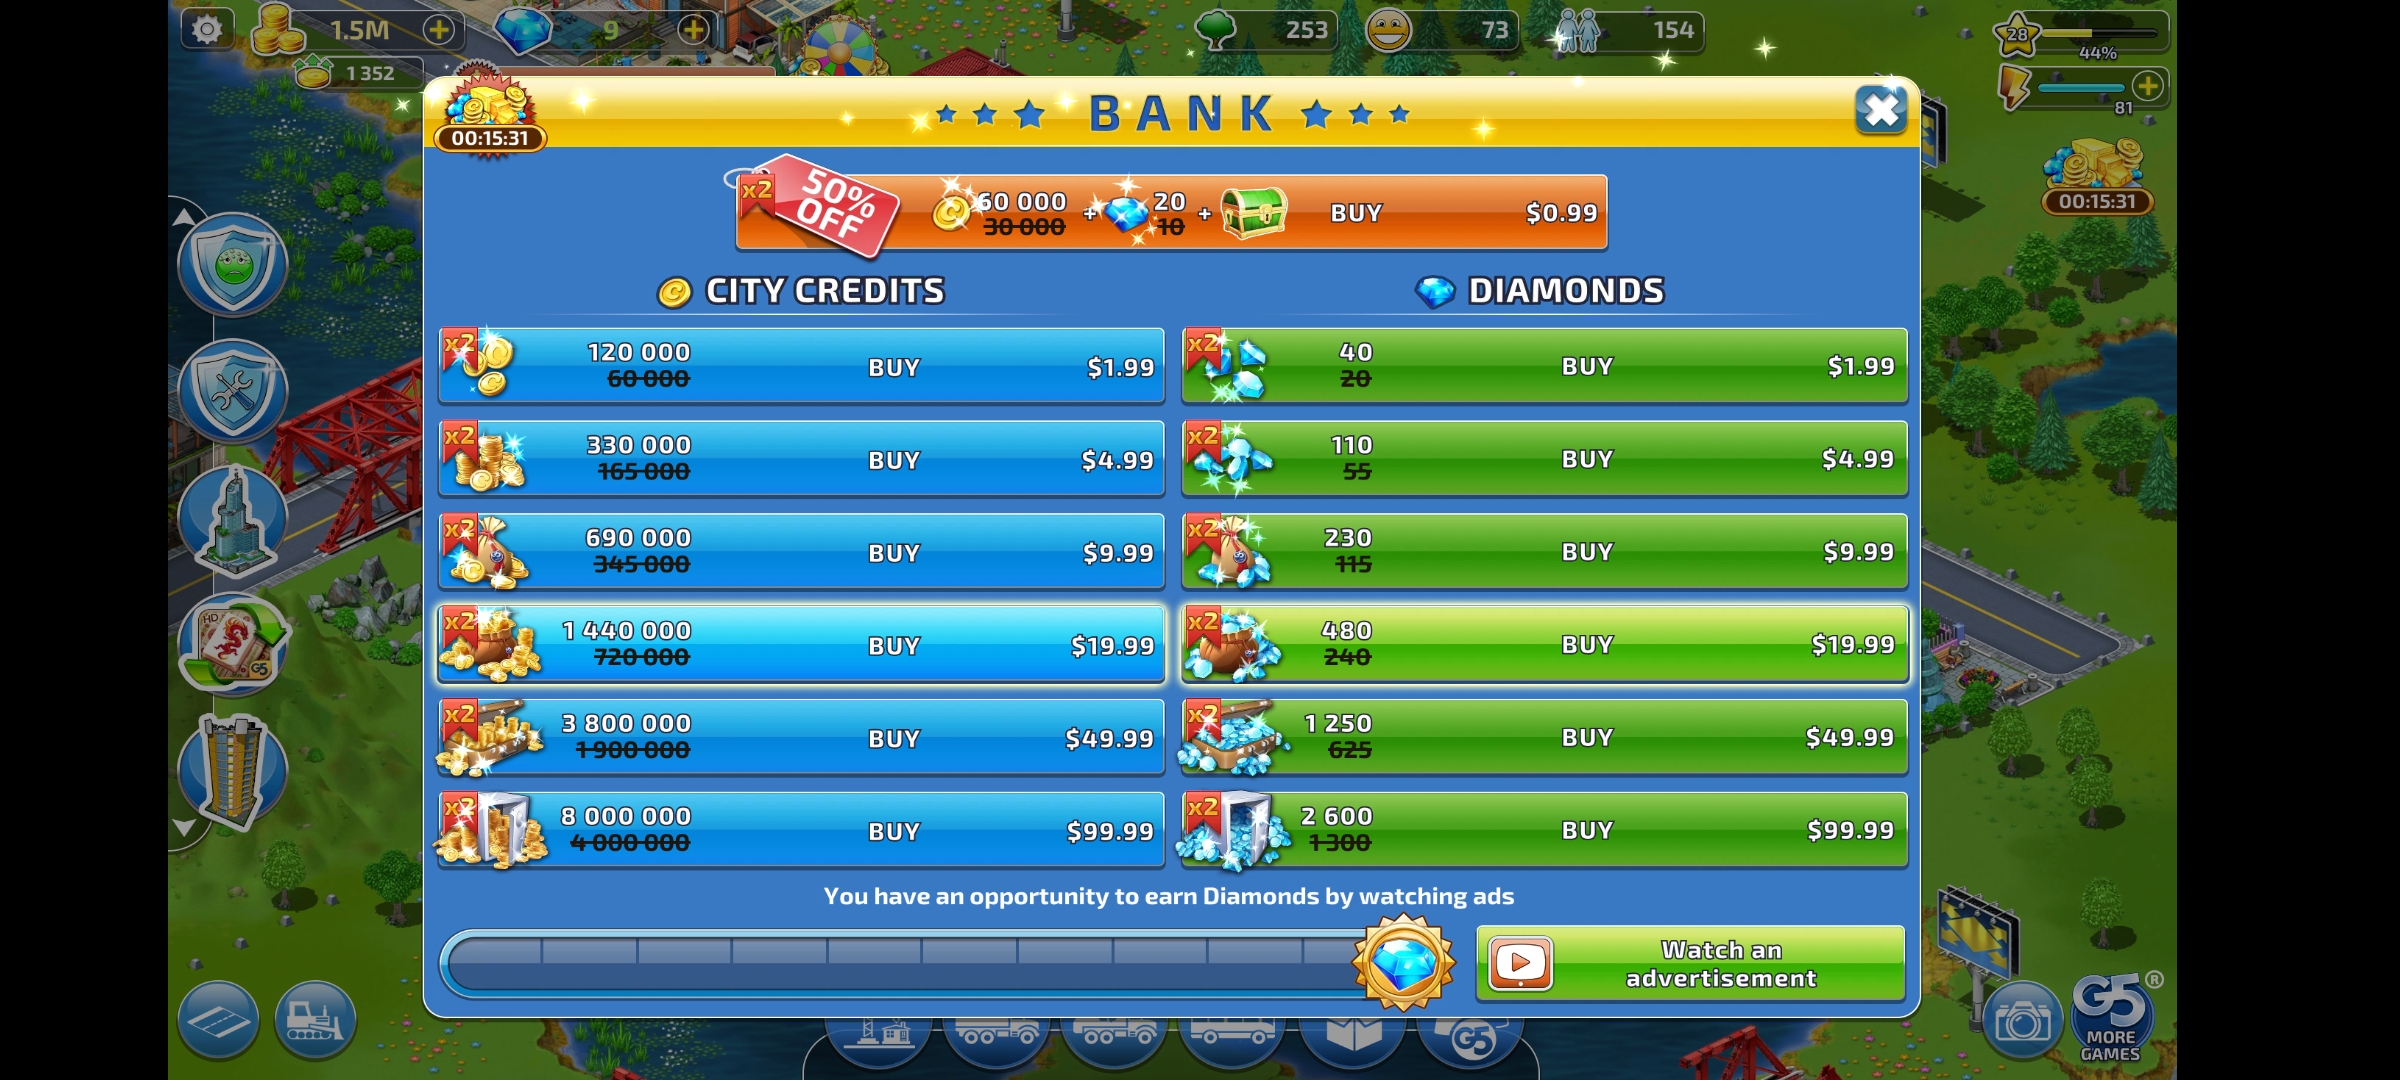 1.5M
9
253
73
154
28
44%
1 352
81
00:15:31
BANK
00:15:31
x2
50% OFF
60 000
30 000
+
20
10
+
BUY
$0.99
CITY CREDITS
DIAMONDS
x2
120 000
60 000
BUY
$1.99
x2
40
20
BUY
$1.99
x2
330 000
165 000
BUY
$4.99
x2
110
55
BUY
$4.99
x2
690 000
345 000
BUY
$9.99
x2
230
115
BUY
$9.99
x2
1 440 000
720 000
BUY
$19.99
x2
480
240
BUY
$19.99
x2
3 800 000
1 900 000
BUY
$49.99
x2
1 250
625
BUY
$49.99
x2
8 000 000
4 000 000
BUY
$99.99
x2
2 600
1 300
BUY
$99.99
You have an opportunity to earn Diamonds by watching ads
Watch an
advertisement
HD
G5
G5
G5®
MORE
GAMES